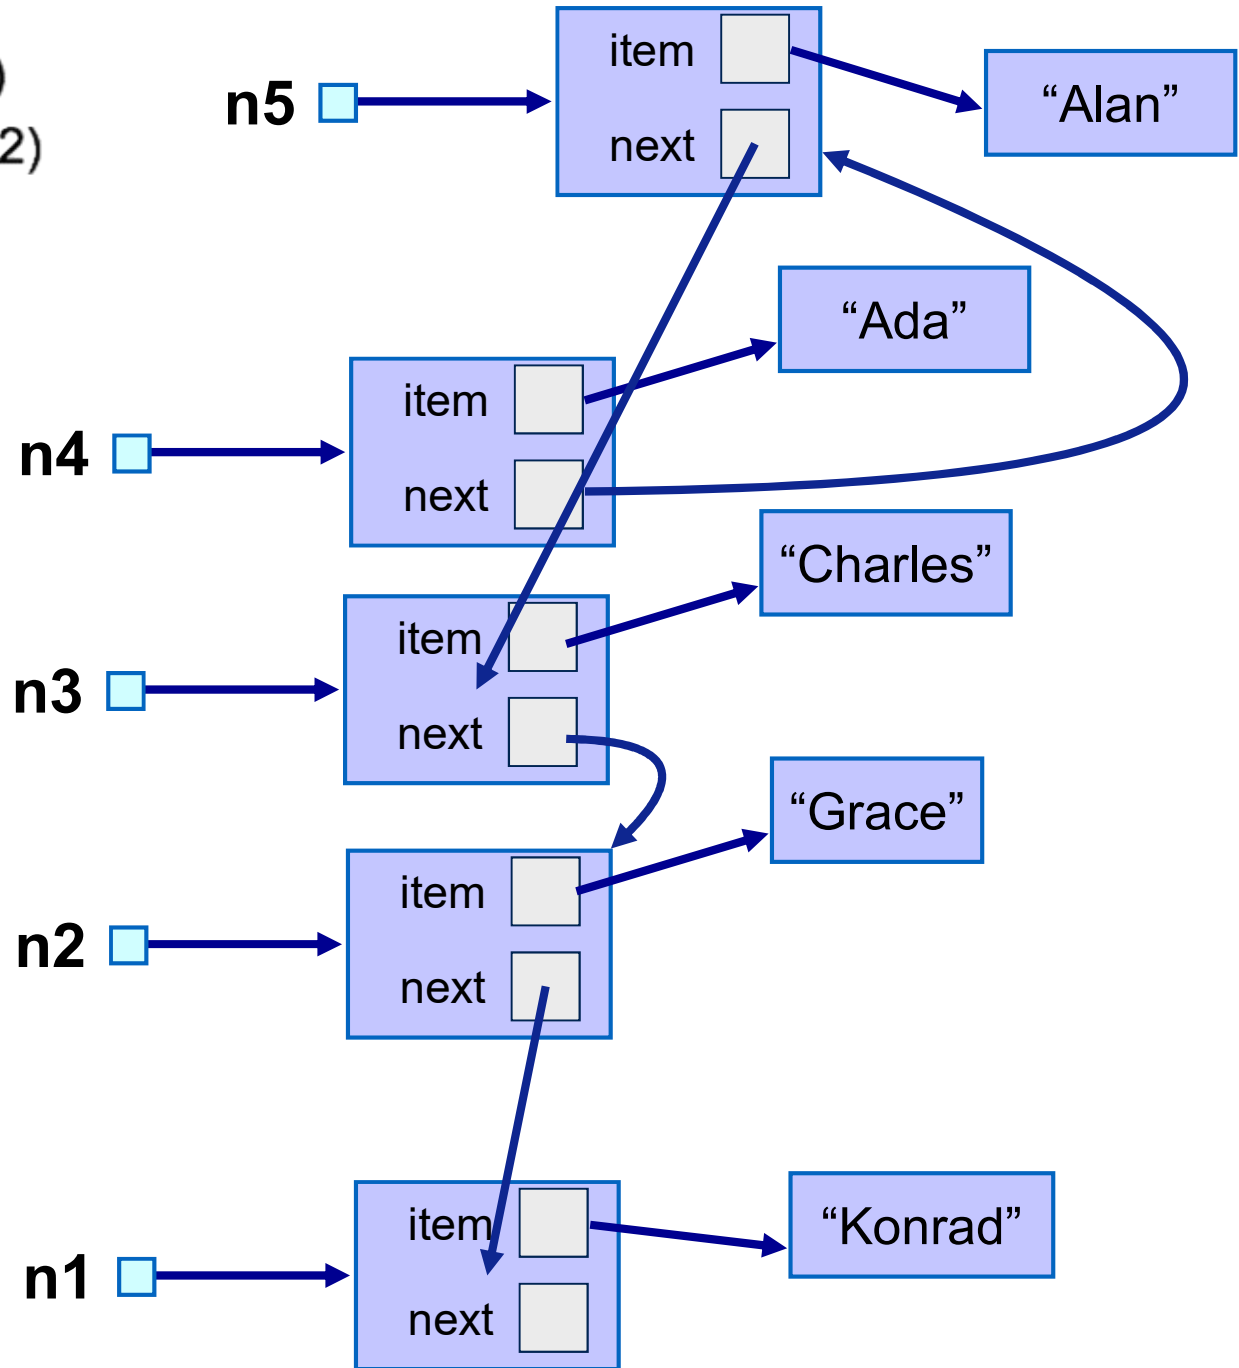 )
2)
n5
item
next
“Alan”
n4
item
next
“Ada”
n3
item
next
“Charles”
n2
item
next
“Grace”
n1
item
next
“Konrad”